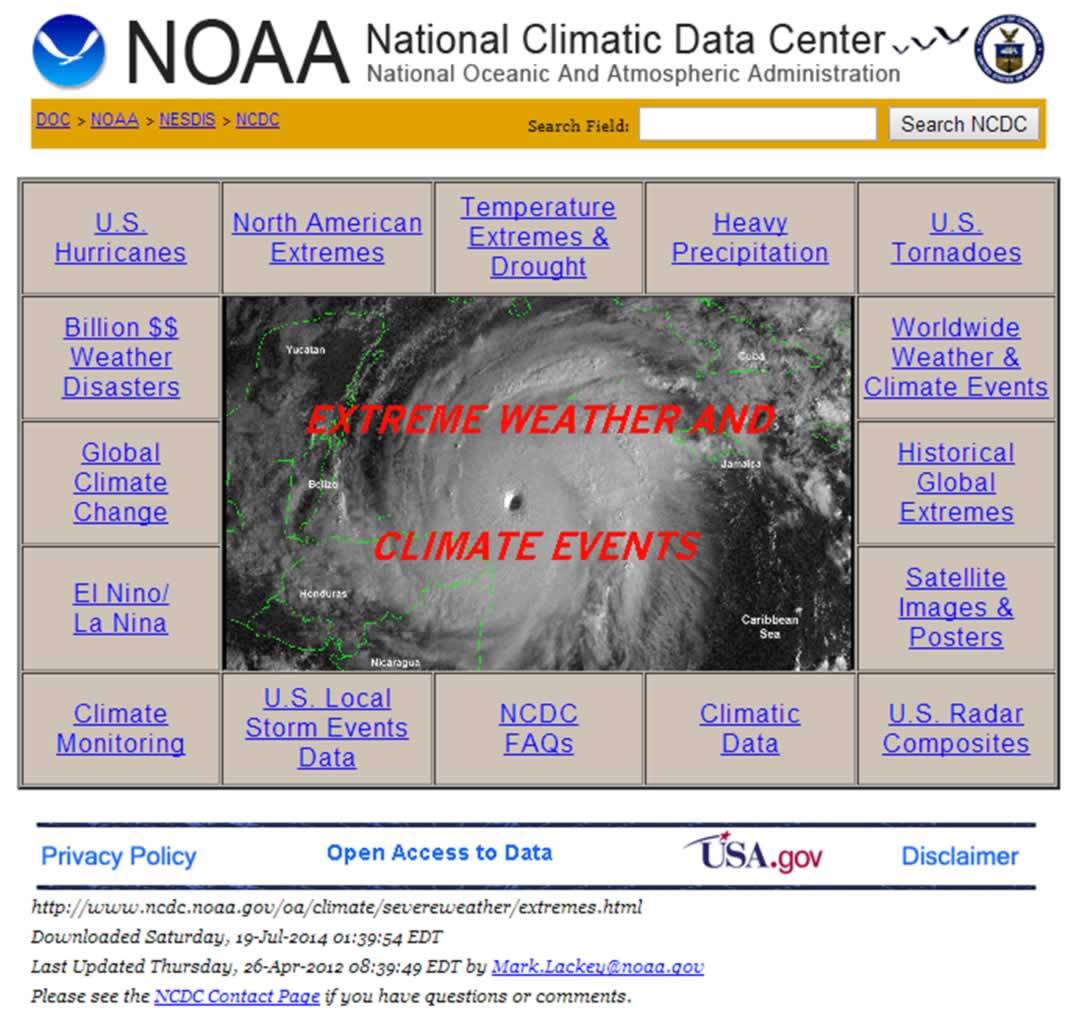 NOAA National Climatic Data Center
National Oceanic And Atmospheric Administration
DOC > NOAA > NESDIS > NCDC
Search Field:
Search NCDC
U.S.
Hurricanes
North American
Extremes
Temperature
Extremes &
Drought
Heavy
Precipitation
U.S.
Tornadoes
Billion $$
Weather
Disasters
Yucatan
Cuba
EXTREME WEATHER AND
Jamaica
Belize
CLIMATE EVENTS
Honduras
Caribbean
Sea
Nicaragua
Worldwide
Weather &
Climate Events
Global
Climate
Change
Historical
Global
Extremes
El Nino/
La Nina
Satellite
Images &
Posters
Climate
Monitoring
U.S. Local
Storm Events
Data
NCDC
FAQs
Climatic
Data
U.S. Radar
Composites
Privacy Policy
Open Access to Data
USA.gov
Disclaimer
http://www.ncdc.noaa.gov/oa/climate/severeweather/extremes.html
Downloaded Saturday, 19-Jul-2014 01:39:54 EDT
Last Updated Thursday, 26-Apr-2012 08:39:49 EDT by Mark.Lackey@noaa.gov
Please see the NCDC Contact Page if you have questions or comments.